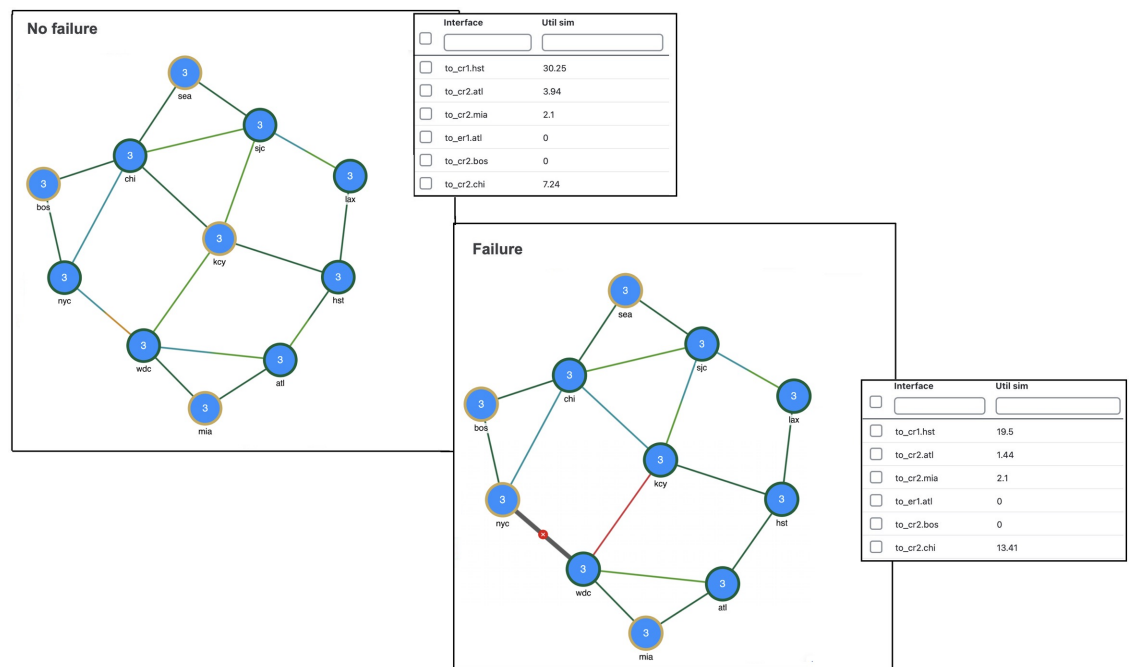 No failure
3
sea
3
sjc
3
chi
3
lax
3
bos
3
kcy
3
nyc
3
hst
3
wdc
3
atl
3
mia
Interface Util sim
to_cr1.hst 30.25
to_cr2.atl 3.94
to_cr2.mia 2.1
to_er1.atl 0
to_cr2.bos 0
to_cr2.chi 7.24
Failure
3
sea
3
sjc
3
chi
3
lax
3
bos
3
kcy
3
nyc
3
hst
3
wdc
3
atl
3
mia
Interface Util sim
to_cr1.hst 19.5
to_cr2.atl 1.44
to_cr2.mia 2.1
to_er1.atl 0
to_cr2.bos 0
to_cr2.chi 13.41